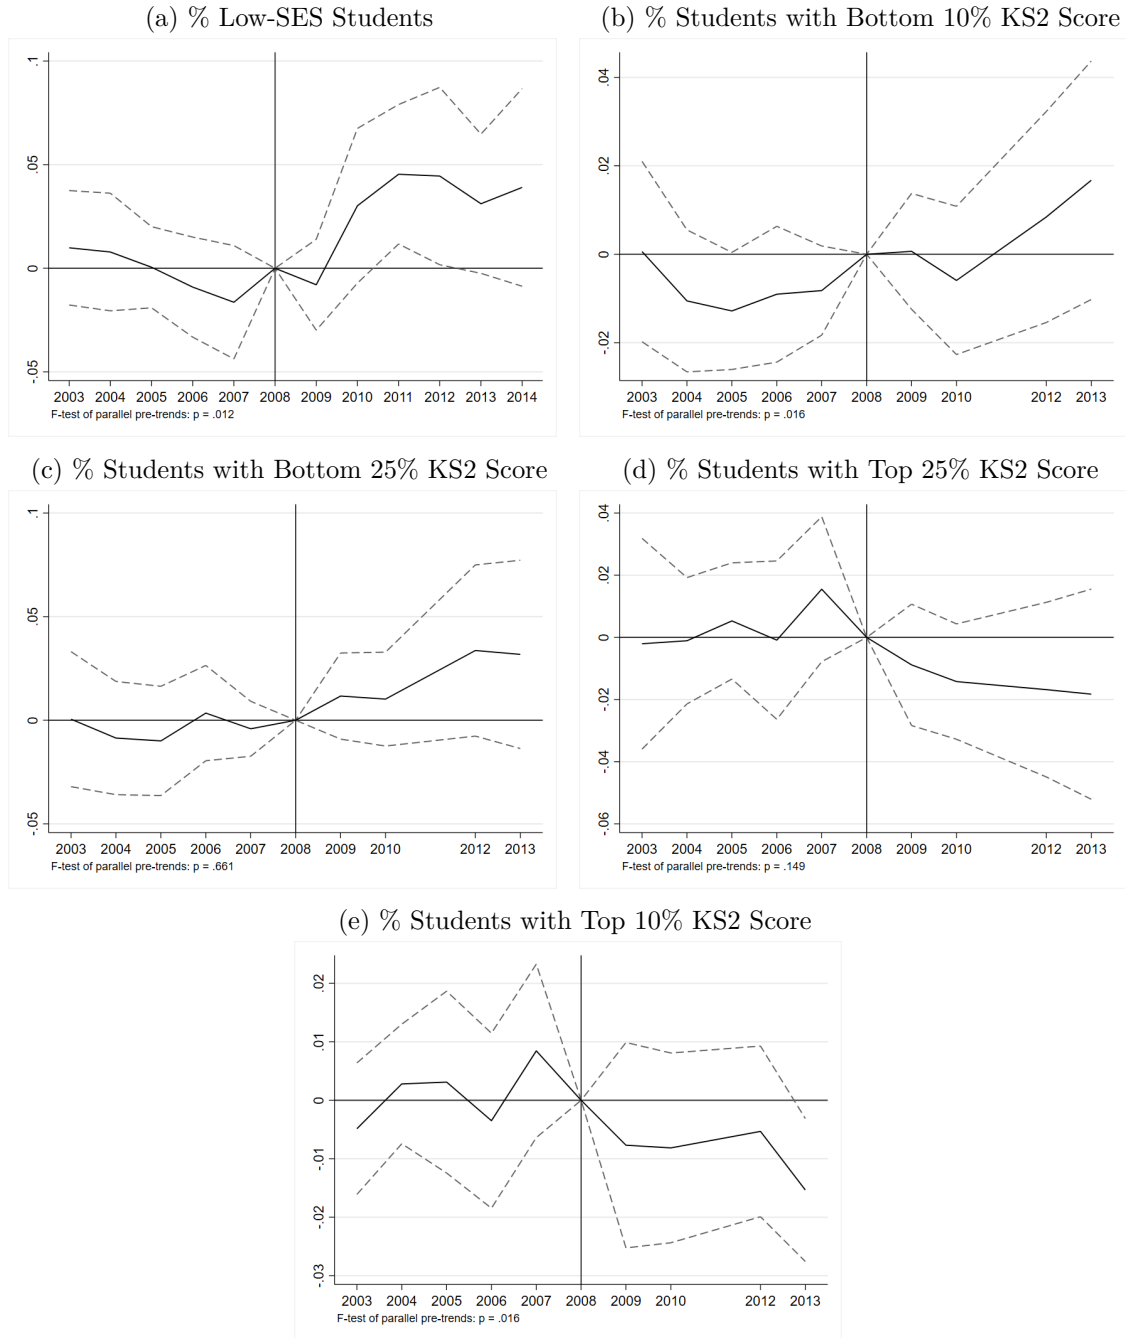 (a) % Low-SES Students
.1
.05
0
-.05
2003 2004 2005 2006 2007 2008 2009 2010 2011 2012 2013 2014
F-test of parallel pre-trends: p = .012
(b) % Students with Bottom 10% KS2 Score
.04
.02
0
-.02
2003 2004 2005 2006 2007 2008 2009 2010 2012 2013
F-test of parallel pre-trends: p = .016
(c) % Students with Bottom 25% KS2 Score
.1
.05
0
-.05
2003 2004 2005 2006 2007 2008 2009 2010 2012 2013
F-test of parallel pre-trends: p = .661
(d) % Students with Top 25% KS2 Score
.04
.02
0
-.02
-.04
-.06
2003 2004 2005 2006 2007 2008 2009 2010 2012 2013
F-test of parallel pre-trends: p = .149
(e) % Students with Top 10% KS2 Score
.02
.01
0
-.01
-.02
-.03
2003 2004 2005 2006 2007 2008 2009 2010 2012 2013
F-test of parallel pre-trends: p = .016